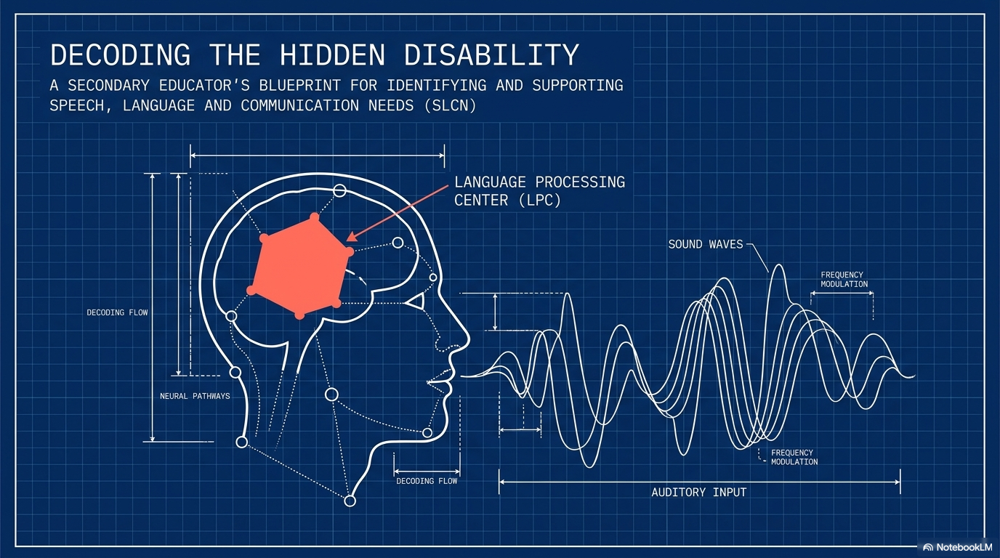 DECODING THE HIDDEN DISABILITY
A SECONDARY EDUCATOR'S BLUEPRINT FOR IDENTIFYING AND SUPPORTING
SPEECH, LANGUAGE AND COMMUNICATION NEEDS (SLCN)
LANGUAGE PROCESSING
CENTER (LPC)
SOUND WAVES
FREQUENCY
MODULATION
DECODING FLOW
NEURAL PATHWAYS
FREQUENCY
MODULATION
DECODING FLOW
AUDITORY INPUT
NotebookLM